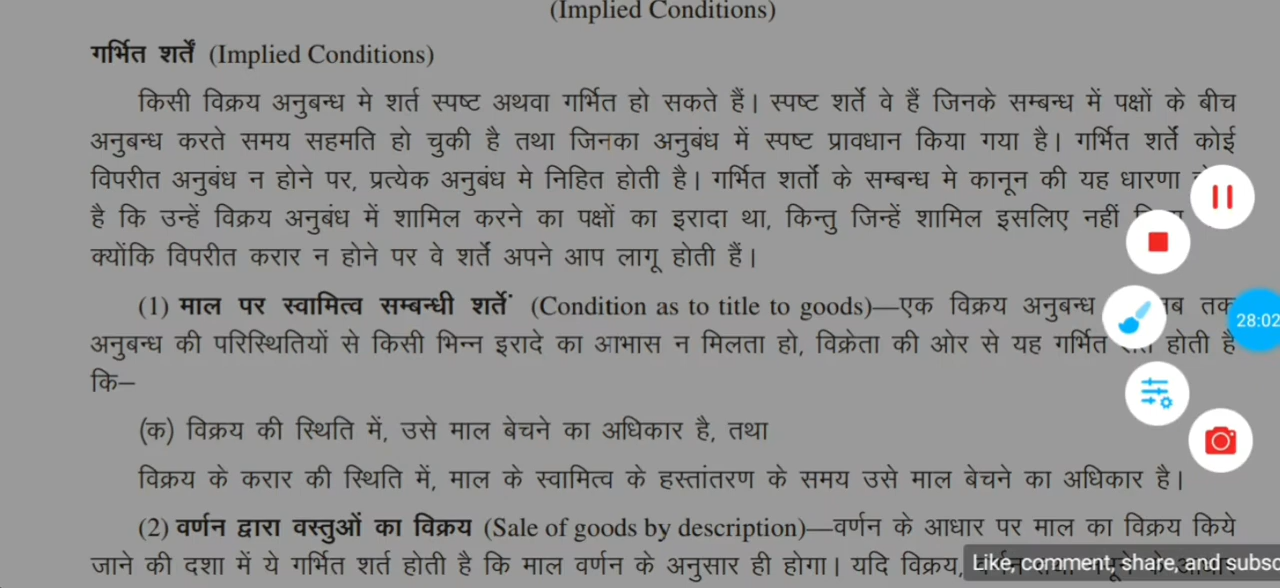 (Implied Conditions)
गर्भित शर्तें (Implied Conditions)
किसी विक्रय अनुबन्ध मे शर्त स्पष्ट अथवा गर्भित हो सकते हैं। स्पष्ट शर्तें वे हैं जिनके सम्बन्ध में पक्षों के बीच
अनुबन्ध करते समय सहमति हो चुकी है तथा जिनका अनुबंध में स्पष्ट प्रावधान किया गया है। गर्भित शर्तें कोई
विपरीत अनुबंध न होने पर, प्रत्येक अनुबंध मे निहित होती है। गर्भित शर्तो के सम्बन्ध मे कानून की यह धारणा
है कि उन्हें विक्रय अनुबंध में शामिल करने का पक्षों का इरादा था, किन्तु जिन्हें शामिल इसलिए नहीं
क्योंकि विपरीत करार न होने पर वे शर्तें अपने आप लागू होती हैं।
(1) माल पर स्वामित्व सम्बन्धी शर्तें (Condition as to title to goods)—एक विक्रय अनुबन्ध तक
28:02
अनुबन्ध की परिस्थितियों से किसी भिन्न इरादे का आभास न मिलता हो, विक्रेता की ओर से यह गर्भित होती है
कि—
(क) विक्रय की स्थिति में, उसे माल बेचने का अधिकार है, तथा
विक्रय के करार की स्थिति में, माल के स्वामित्व के हस्तांतरण के समय उसे माल बेचने का अधिकार है।
(2) वर्णन द्वारा वस्तुओं का विक्रय (Sale of goods by description)—वर्णन के आधार पर माल का विक्रय किये
जाने की दशा में ये गर्भित शर्त होती है कि माल वर्णन के अनुसार ही होगा। यदि विक्रय,
Like, comment, share, and subsc